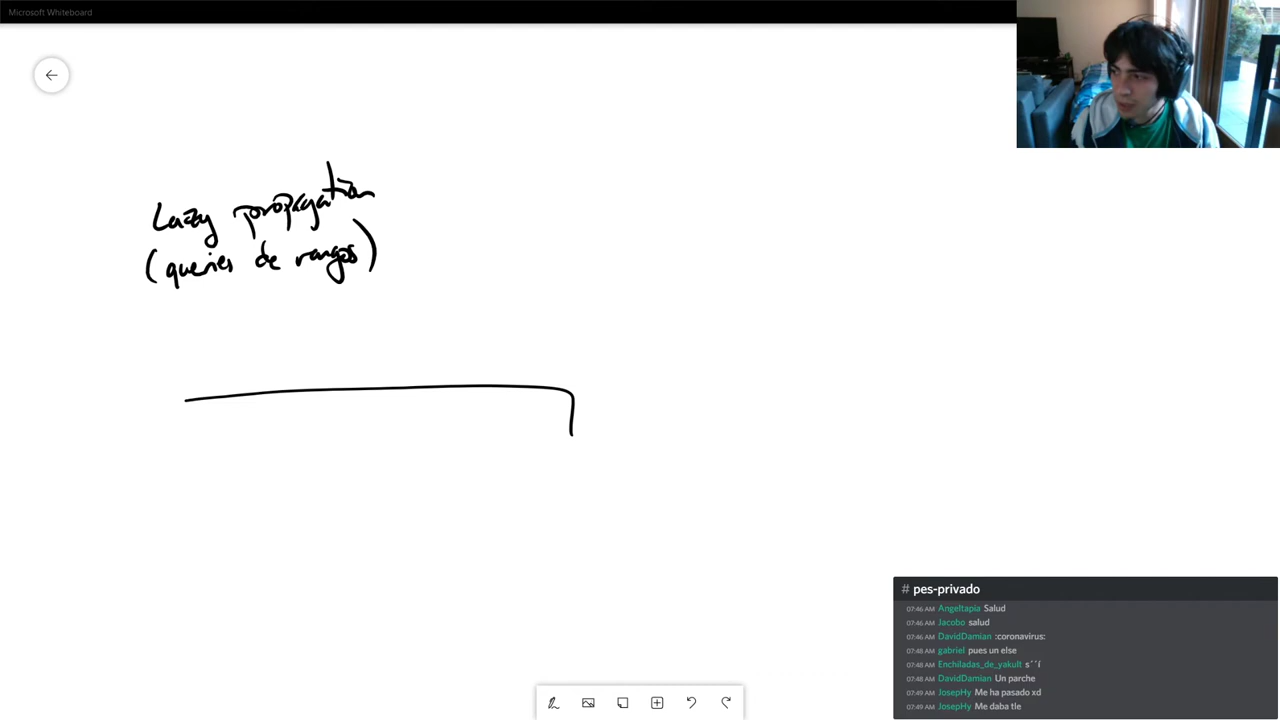 Microsoft Whiteboard
Lazy propagation
(queries de rangos)
# pes-privado
07:46 AM Angeltapia Salud
07:46 AM Jacobo salud
07:46 AM DavidDamian :coronavirus:
07:48 AM gabriel pues un else
07:48 AM Enchiladas_de_yakult s´´í
07:48 AM DavidDamian Un parche
07:49 AM JosepHy Me ha pasado xd
07:49 AM JosepHy Me daba tle